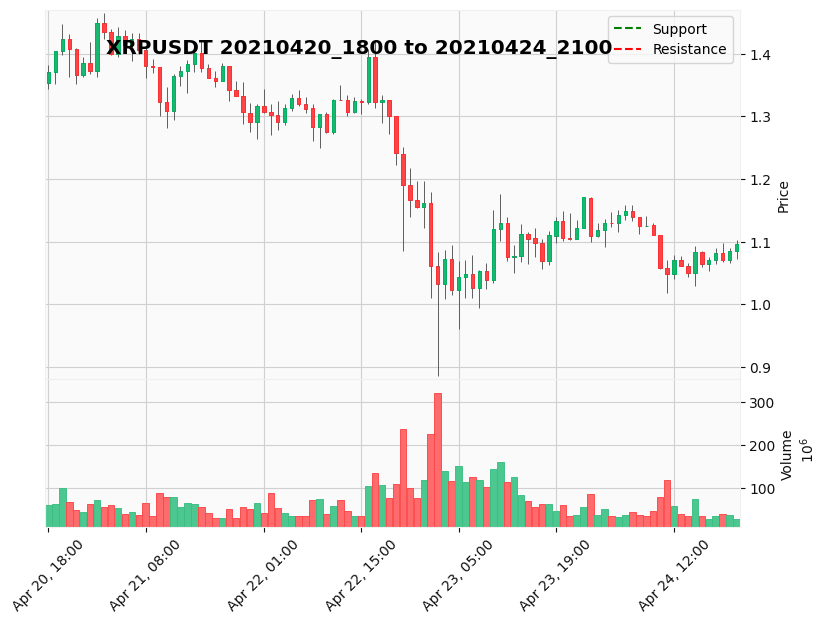 XRPUSDT 20210420_1800 to 20210424_2100
Support
Resistance
1.4
1.3
1.2
1.1
1.0
0.9
Price
300
200
100
Volume
10^6
Apr 20, 18:00
Apr 21, 08:00
Apr 22, 01:00
Apr 22, 15:00
Apr 23, 05:00
Apr 23, 19:00
Apr 24, 12:00